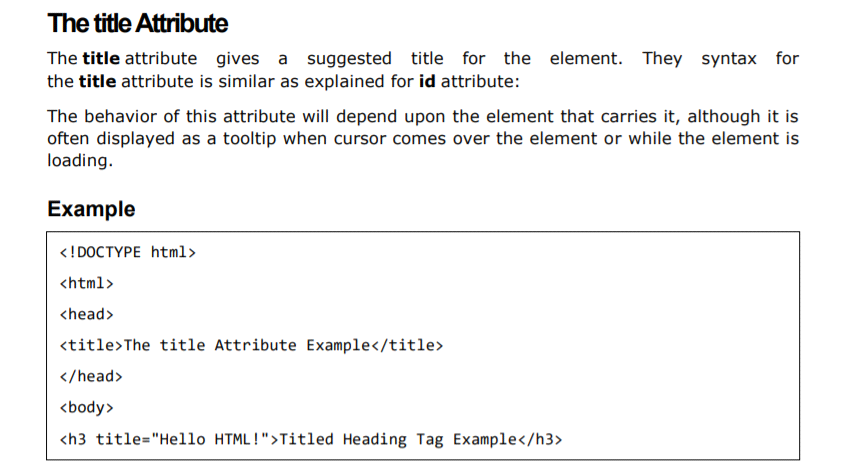 The title Attribute
The title attribute gives a suggested title for the element. They syntax for
the title attribute is similar as explained for id attribute:
The behavior of this attribute will depend upon the element that carries it, although it is
often displayed as a tooltip when cursor comes over the element or while the element is
loading.
Example
<!DOCTYPE html>
<html>
<head>
<title>The title Attribute Example</title>
</head>
<body>
<h3 title="Hello HTML!">Titled Heading Tag Example</h3>